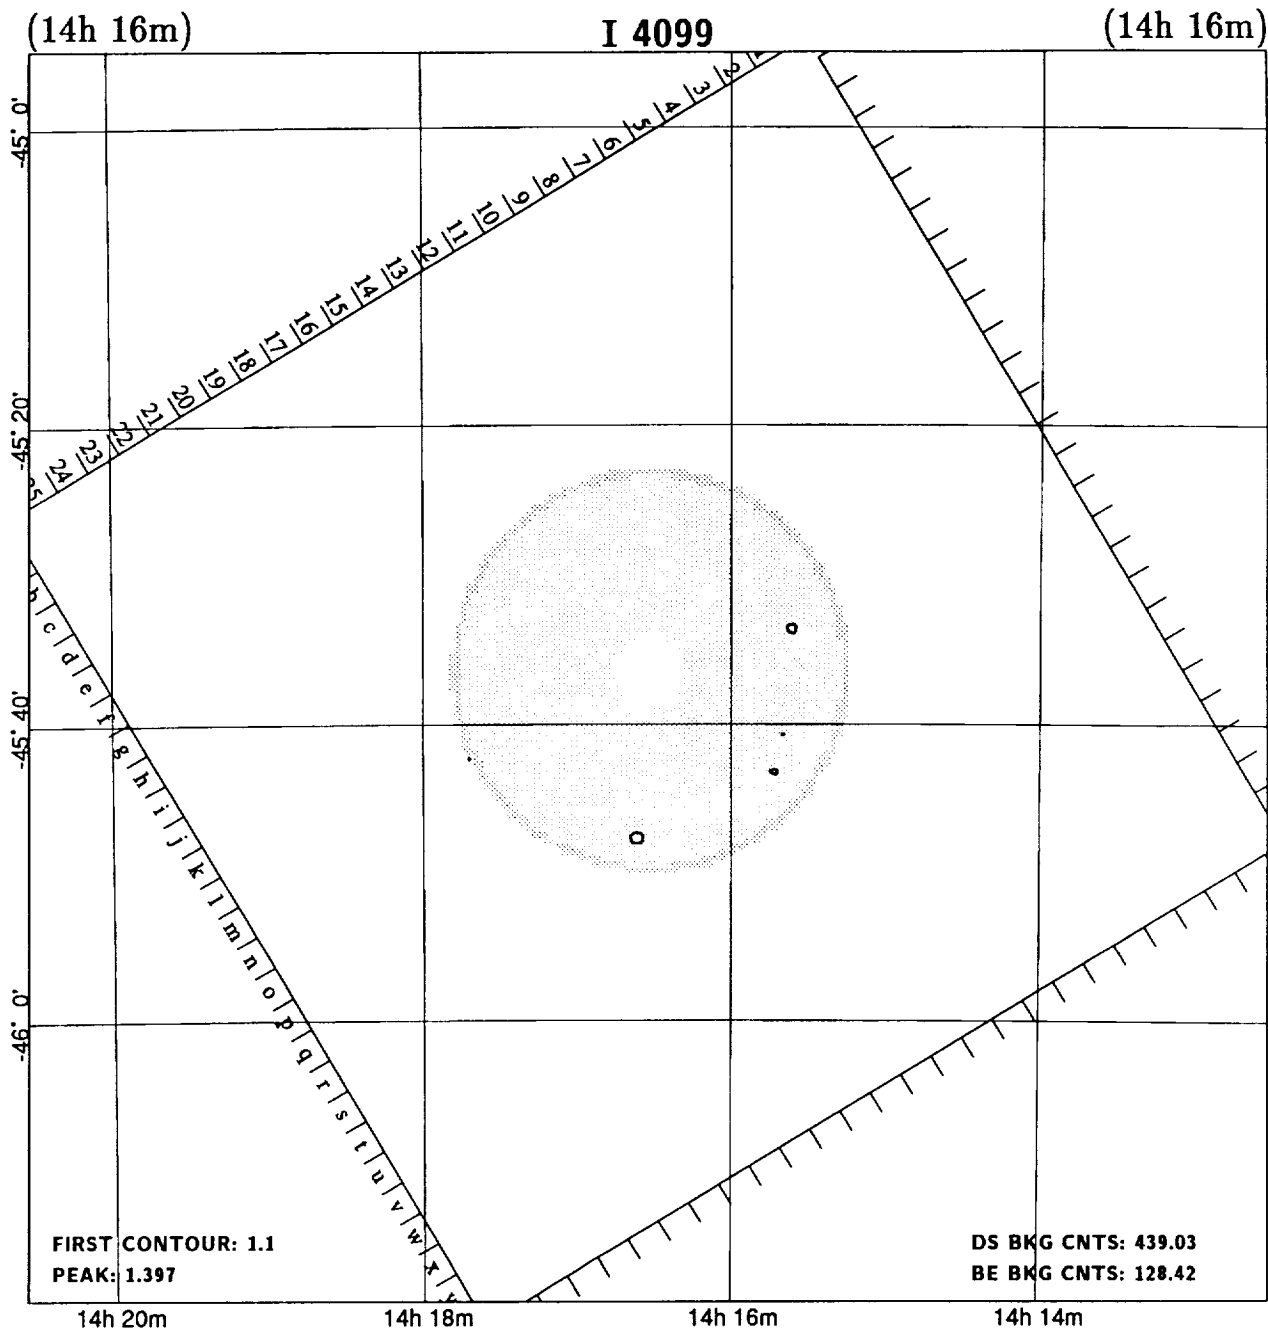 (14h 16m) I 4099 (14h 16m)
2 3 4 5 6 7 8 9 10 11 12 13 14 15 16 17 18 19 20 21 22 23 24 25
-45° 0'
-45° 20'
-45° 40'
-46° 0'
b c d e f g h i j k l m n o p q r s t u v w x y
FIRST CONTOUR: 1.1
PEAK: 1.397
DS BKG CNTS: 439.03
BE BKG CNTS: 128.42
14h 20m 14h 18m 14h 16m 14h 14m